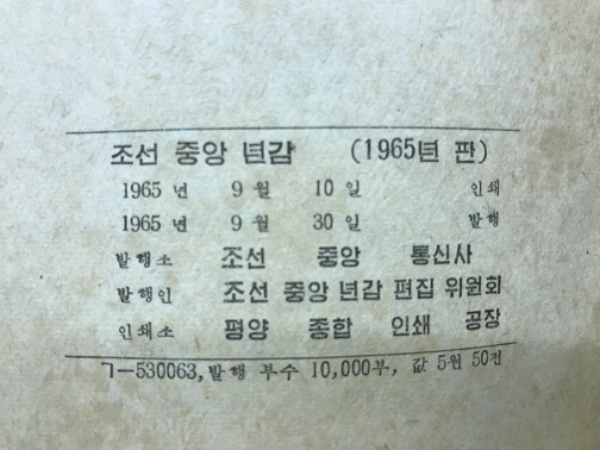 조선 중앙 년감 (1965년 판)
1965 년 9 월 10 일 인쇄
1965 년 9 월 30 일 발행
발행소 조선 중앙 통신사
발행인 조선 중앙 년감 편집 위원회
인쇄소 평양 종합 인쇄 공장
ㄱ—530063, 발행 부수 10,000부, 값 5원 50전